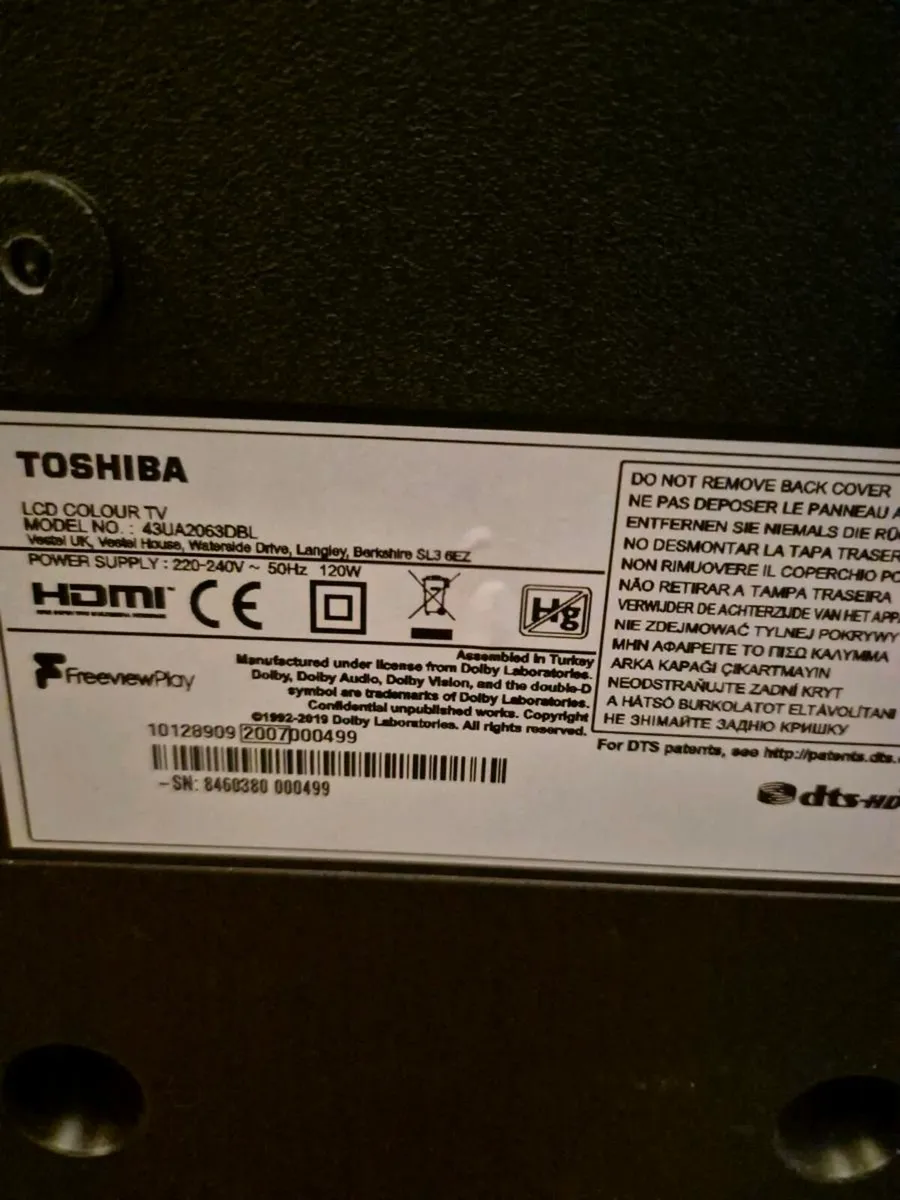 TOSHIBA
LCD COLOUR TV
MODEL NO. : 43UA2063DBL
Vestel UK, Vestel House, Waterside Drive, Langley, Berkshire SL3 6EZ
POWER SUPPLY : 220-240V ~ 50Hz 120W
HDMI CE
Hg
Assembled in Turkey
FreeviewPlay
Manufactured under license from Dolby Laboratories.
Dolby, Dolby Audio, Dolby Vision, and the double-D
symbol are trademarks of Dolby Laboratories.
Confidential unpublished works. Copyright
©1992-2019 Dolby Laboratories. All rights reserved.
10128909 2007000499
-SN: 8460380 000499
DO NOT REMOVE BACK COVER
NE PAS DEPOSER LE PANNEAU A
ENTFERNEN SIE NIEMALS DIE RÜ
NO DESMONTAR LA TAPA TRASER
NON RIMUOVERE IL COPERCHIO PO
NÃO RETIRAR A TAMPA TRASEIRA
VERWIJDER DE ACHTERZIJDE VAN HET APP
NIE ZDEJMOWAĆ TYLNEJ POKRYWY
ΜΗΝ ΑΦΑΙΡΕΙΤΕ ΤΟ ΠΙΣΩ ΚΑΛΥΜΜΑ
ARKA KAPAĞI ÇIKARTMAYIN
NEODSTRAŇUJTE ZADNÍ KRYT
A HÁTSÓ BURKOLATOT ELTÁVOLÍTANI
НЕ ЗНІМАЙТЕ ЗАДНЮ КРИШКУ
For DTS patents, see http://patents.dts.
dts-HD